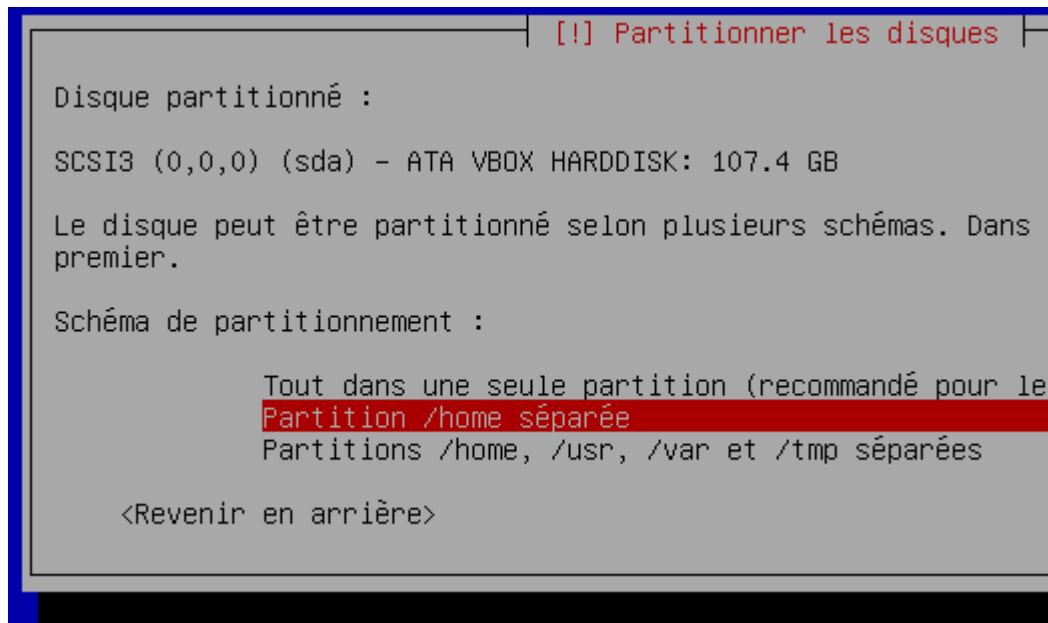 [!] Partitionner les disques
Disque partitionné :
SCSI3 (0,0,0) (sda) - ATA VBOX HARDDISK: 107.4 GB
Le disque peut être partitionné selon plusieurs schémas. Dans
premier.
Schéma de partitionnement :
Tout dans une seule partition (recommandé pour le
Partition /home séparée
Partitions /home, /usr, /var et /tmp séparées
<Revenir en arrière>